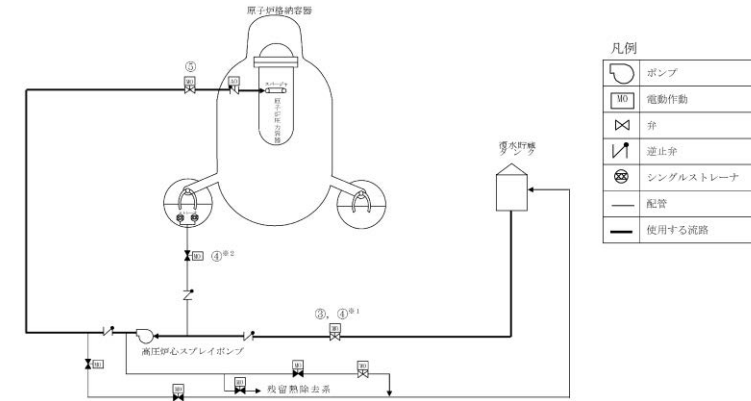 原子炉格納容器
⑤
MO
AO
スパージャ
原子炉圧力容器
復水貯蔵
タンク
MO
④※2
③，④※1
MO
高圧炉心スプレイポンプ
MO
MO
MO
MO
MO
残留熱除去系
凡例
ポンプ
MO
電動作動
弁
逆止弁
シングルストレーナ
配管
使用する流路